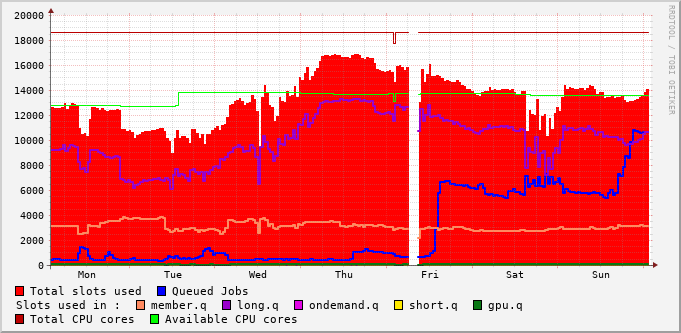 20000
18000
16000
14000
12000
10000
8000
6000
4000
2000
0
Mon Tue Wed Thu Fri Sat Sun
RRDTOOL / TOBI OETIKER
Total slots used Queued Jobs
Slots used in : member.q long.q ondemand.q short.q gpu.q
Total CPU cores Available CPU cores